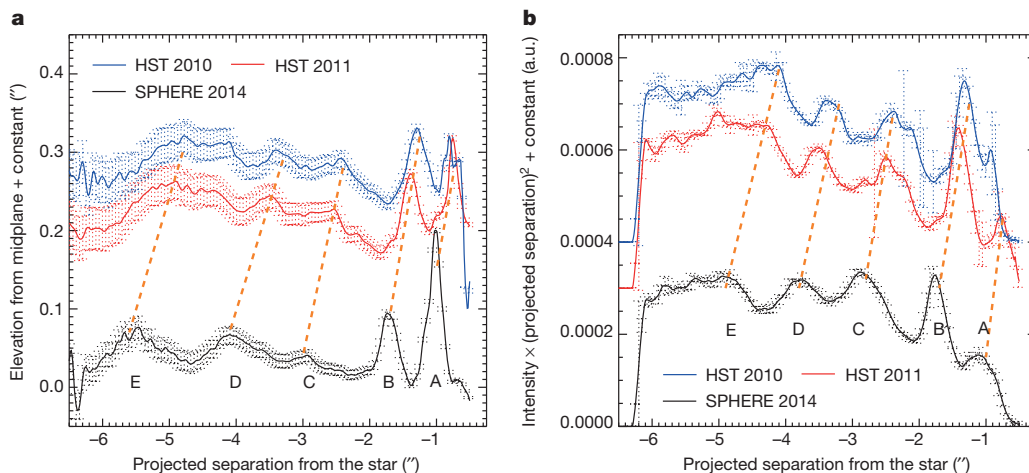 a
HST 2010
HST 2011
SPHERE 2014
Elevation from midplane + constant (″)
0.4
0.3
0.2
0.1
0.0
E
D
C
B
A
−6
−5
−4
−3
−2
−1
Projected separation from the star (″)
b
Intensity × (projected separation)² + constant (a.u.)
0.0008
0.0006
0.0004
0.0002
0.0000
E
D
C
B
A
HST 2010
HST 2011
SPHERE 2014
−6
−5
−4
−3
−2
−1
Projected separation from the star (″)